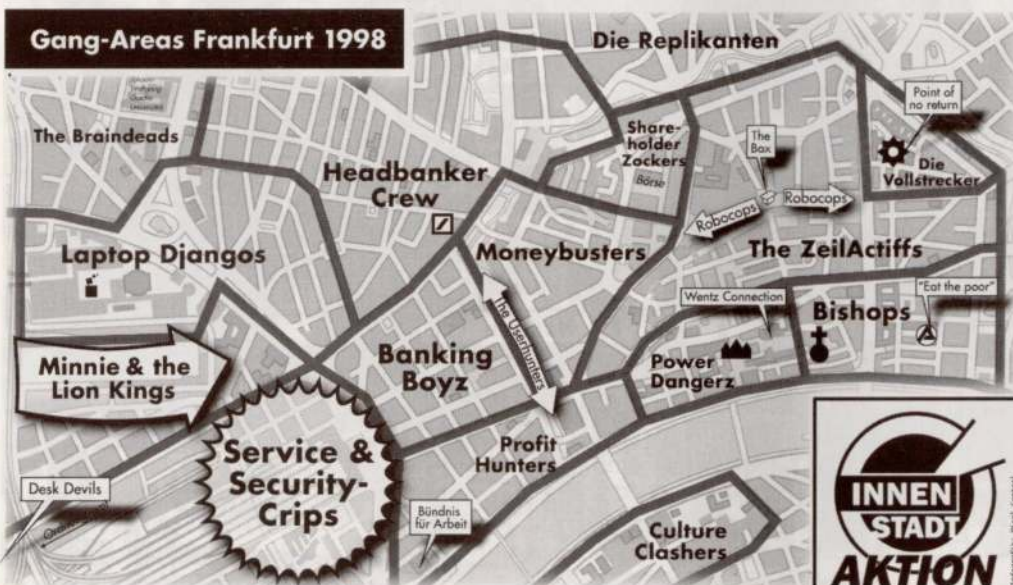 Gang-Areas Frankfurt 1998
Die Replikanten
Point of
no return
The Braindeads
Share-
holder
Zockers
Börse
The
Box
Die
Vollstrecker
Headbanker
Crew
Robocops
Robocops
Laptop Djangos
Moneybusters
The ZeilActiffs
Wentz Connection
"Eat the poor"
Bishops
The Userhunters
Minnie & the
Lion Kings
Banking
Boyz
Power
Dangerz
Service &
Security-
Crips
Profit
Hunters
Desk Devils
Bündnis
für Arbeit
Culture
Clashers
INNEN
STADT
AKTION